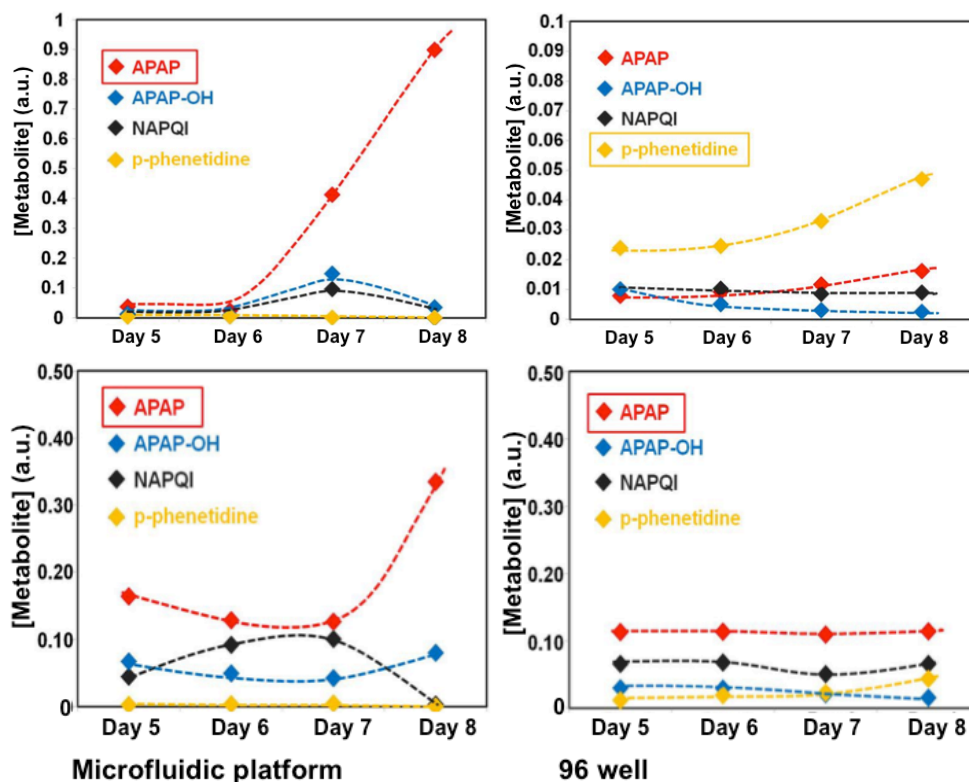 [Metabolite] (a.u.)
1
0.9
0.8
0.7
0.6
0.5
0.4
0.3
0.2
0.1
0
APAP
APAP-OH
NAPQI
p-phenetidine
Day 5 Day 6 Day 7 Day 8
[Metabolite] (a.u.)
0.1
0.09
0.08
0.07
0.06
0.05
0.04
0.03
0.02
0.01
0
APAP
APAP-OH
NAPQI
p-phenetidine
Day 5 Day 6 Day 7 Day 8
[Metabolite] (a.u.)
0.50
0.40
0.30
0.20
0.10
0
APAP
APAP-OH
NAPQI
p-phenetidine
Day 5 Day 6 Day 7 Day 8
[Metabolite] (a.u.)
0.50
0.40
0.30
0.20
0.10
0
APAP
APAP-OH
NAPQI
p-phenetidine
Day 5 Day 6 Day 7 Day 8
Microfluidic platform
96 well